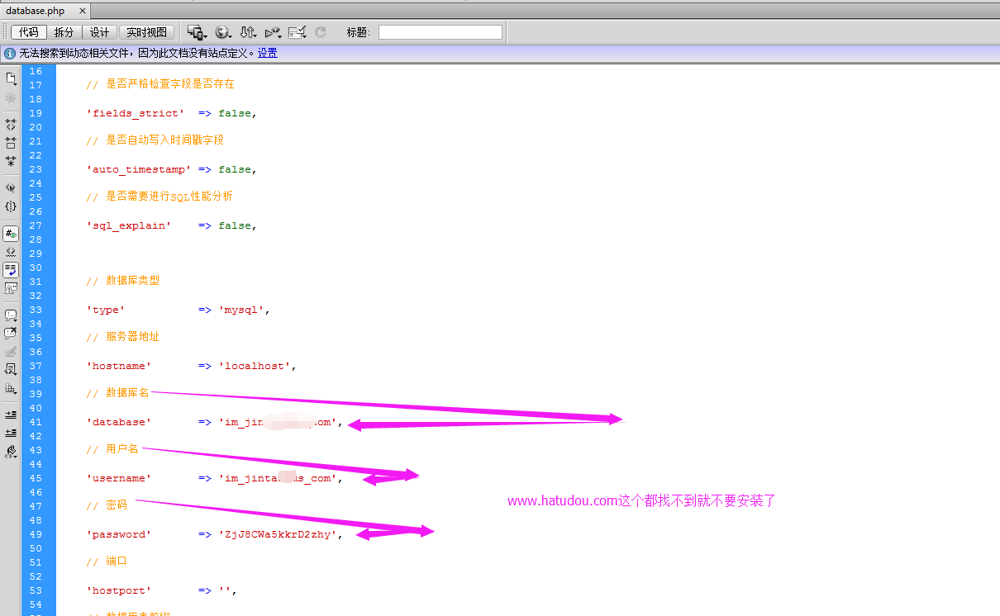 database.php ×
代码 拆分 设计 实时视图 标题:
无法搜索到动态相关文件，因为此文档没有站点定义。设置
16
17 // 是否严格检查字段是否存在
18
19 'fields_strict' => false,
20
21 // 是否自动写入时间戳字段
22
23 'auto_timestamp' => false,
24
25 // 是否需要进行SQL性能分析
26
27 'sql_explain' => false,
28
29
30
31 // 数据库类型
32
33 'type' => 'mysql',
34
35 // 服务器地址
36
37 'hostname' => 'localhost',
38
39 // 数据库名
40
41 'database' => 'im_jin om',
42
43 // 用户名
44
45 'username' => 'im_jinta s_com',
46
www.hatudou.com这个都找不到就不要安装了
47 // 密码
48
49 'password' => 'ZjJ8CWa5kkrD2zhy',
50
51 // 端口
52
53 'hostport' => '',
54
// 数据库表前缀